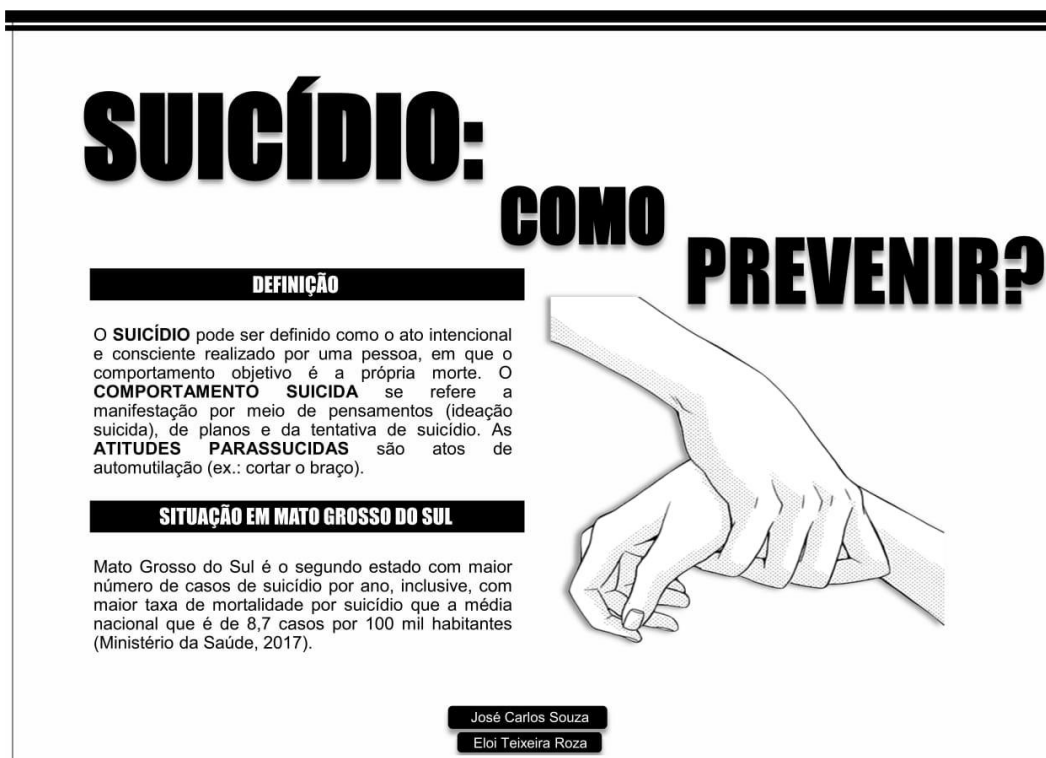 SUICÍDIO:
COMO
PREVENIR?
DEFINIÇÃO
O SUICÍDIO pode ser definido como o ato intencional
e consciente realizado por uma pessoa, em que o
comportamento objetivo é a própria morte. O
COMPORTAMENTO SUICIDA se refere a
manifestação por meio de pensamentos (ideação
suicida), de planos e da tentativa de suicídio. As
ATITUDES PARASSUCIDAS são atos de
automutilação (ex.: cortar o braço).
SITUAÇÃO EM MATO GROSSO DO SUL
Mato Grosso do Sul é o segundo estado com maior
número de casos de suicídio por ano, inclusive, com
maior taxa de mortalidade por suicídio que a média
nacional que é de 8,7 casos por 100 mil habitantes
(Ministério da Saúde, 2017).
José Carlos Souza
Eloi Teixeira Roza